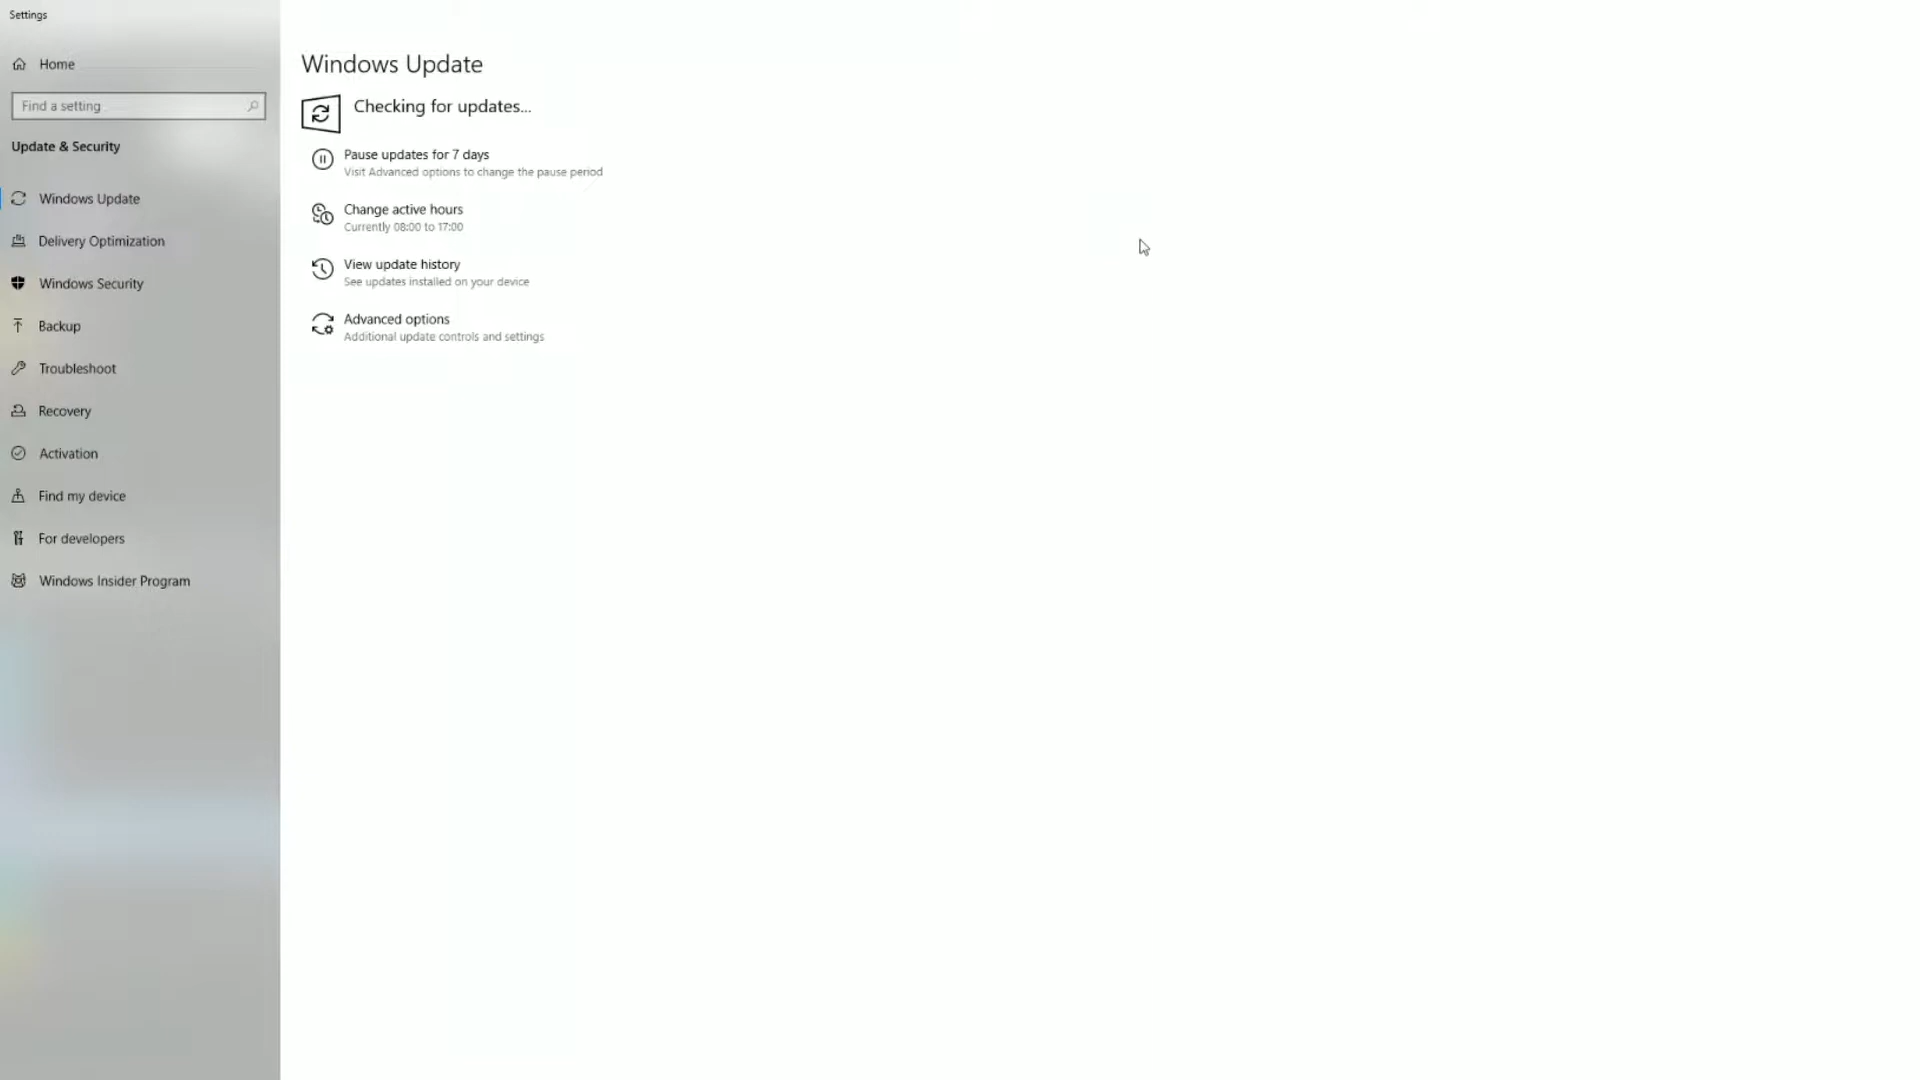 Settings
Home
Find a setting
Update & Security
Windows Update
Delivery Optimization
Windows Security
Backup
Troubleshoot
Recovery
Activation
Find my device
For developers
Windows Insider Program
Windows Update
Checking for updates...
Pause updates for 7 days
Visit Advanced options to change the pause period
Change active hours
Currently 08:00 to 17:00
View update history
See updates installed on your device
Advanced options
Additional update controls and settings